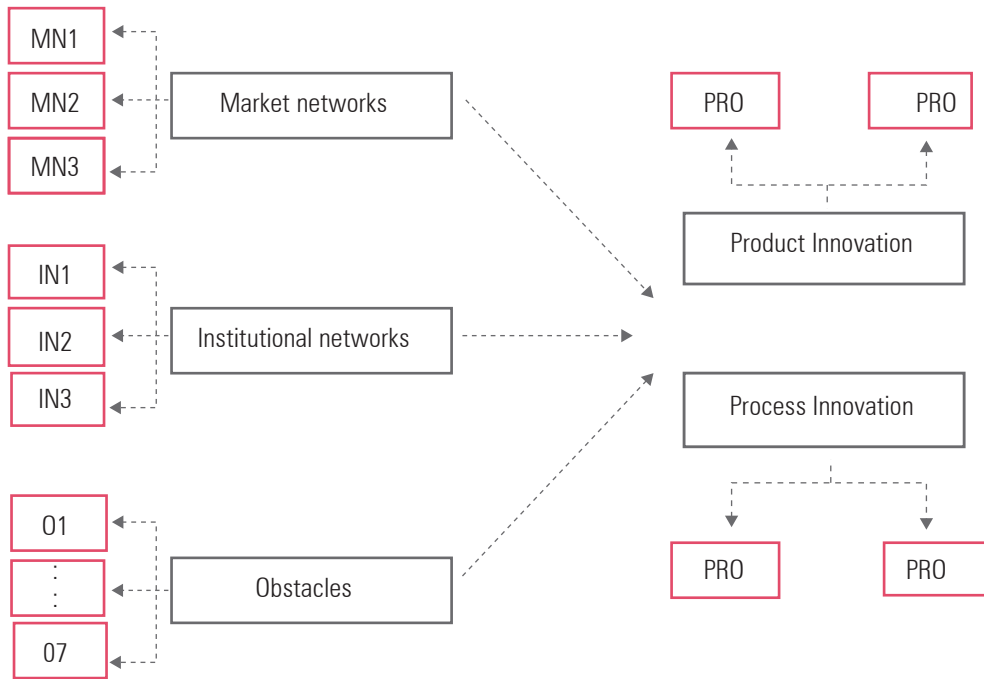 MN1
MN2
MN3
Market networks
IN1
IN2
IN3
Institutional networks
O1
:
:
07
Obstacles
PRO
PRO
Product Innovation
Process Innovation
PRO
PRO